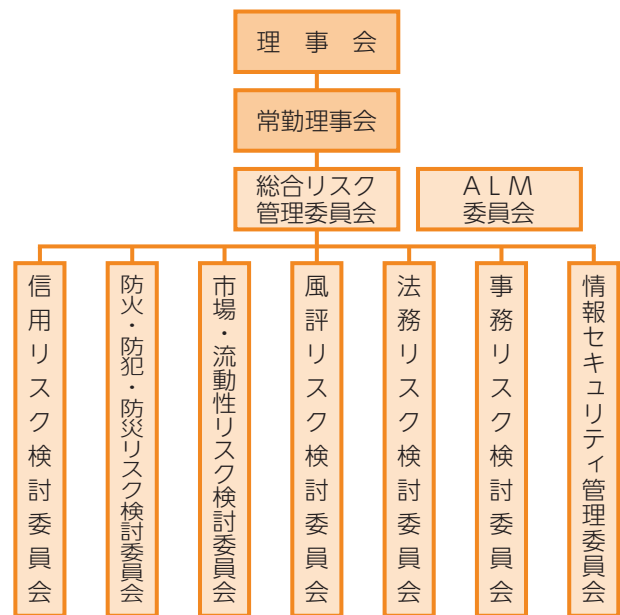 理事会
常勤理事会
総合リスク
管理委員会
ALM
委員会
信用リスク検討委員会
防火・防犯・防災リスク検討委員会
市場・流動性リスク検討委員会
風評リスク検討委員会
法務リスク検討委員会
事務リスク検討委員会
情報セキュリティ管理委員会